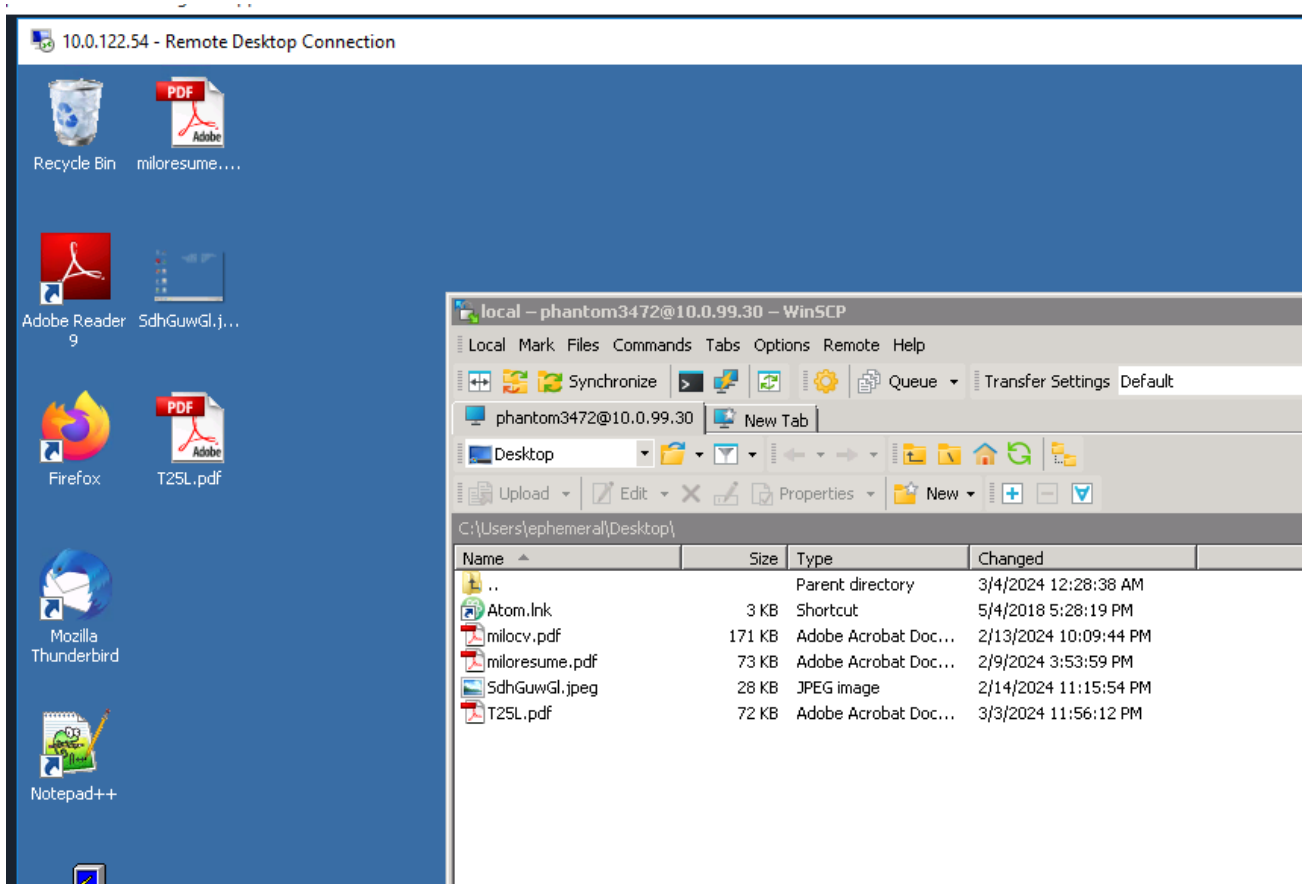 10.0.122.54 - Remote Desktop Connection
Recycle Bin
miloresume....
Adobe Reader
9
SdhGuwGl.j...
Firefox
T25L.pdf
Mozilla
Thunderbird
Notepad++
PDF
Adobe
PDF
Adobe
local – phantom3472@10.0.99.30 – WinSCP
Local Mark Files Commands Tabs Options Remote Help
Synchronize Queue Transfer Settings Default
phantom3472@10.0.99.30 New Tab
Desktop
Upload Edit Properties New
C:\Users\ephemeral\Desktop\
Name Size Type Changed
.. Parent directory 3/4/2024 12:28:38 AM
Atom.lnk 3 KB Shortcut 5/4/2018 5:28:19 PM
milocv.pdf 171 KB Adobe Acrobat Doc... 2/13/2024 10:09:44 PM
miloresume.pdf 73 KB Adobe Acrobat Doc... 2/9/2024 3:53:59 PM
SdhGuwGl.jpeg 28 KB JPEG image 2/14/2024 11:15:54 PM
T25L.pdf 72 KB Adobe Acrobat Doc... 3/3/2024 11:56:12 PM